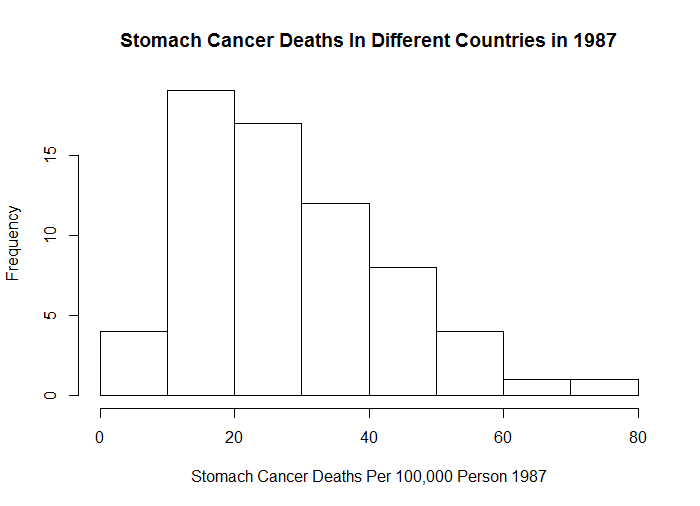 Stomach Cancer Deaths In Different Countries in 1987
Frequency
15
10
5
0
0 20 40 60 80
Stomach Cancer Deaths Per 100,000 Person 1987